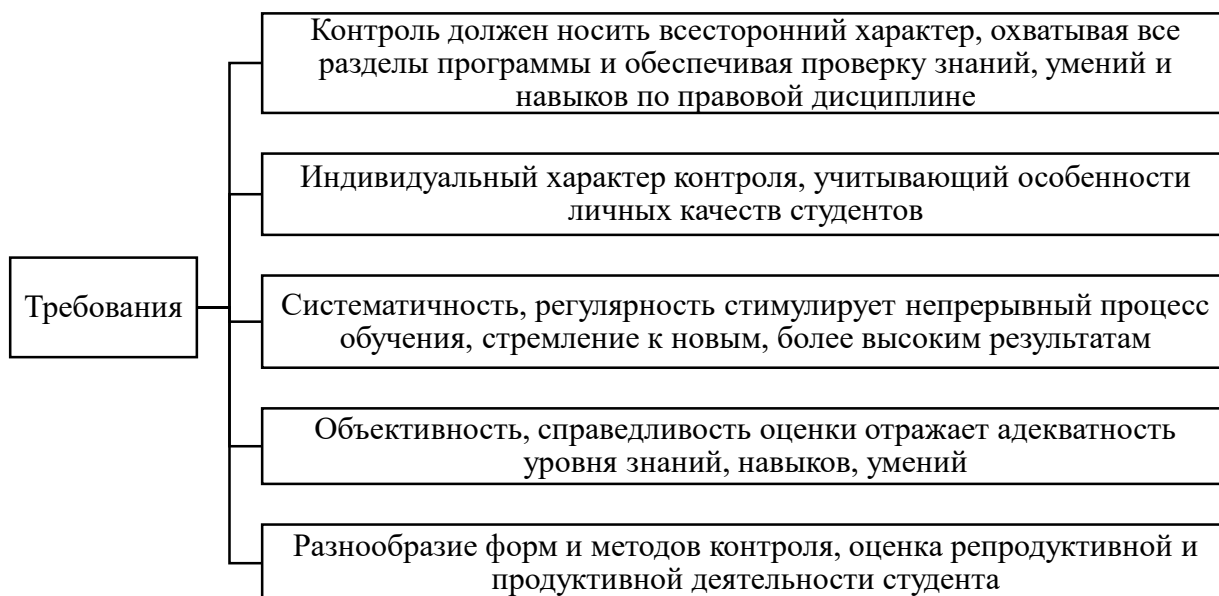 Требования
Контроль должен носить всесторонний характер, охватывая все
разделы программы и обеспечивая проверку знаний, умений и
навыков по правовой дисциплине
Индивидуальный характер контроля, учитывающий особенности
личных качеств студентов
Систематичность, регулярность стимулирует непрерывный процесс
обучения, стремление к новым, более высоким результатам
Объективность, справедливость оценки отражает адекватность
уровня знаний, навыков, умений
Разнообразие форм и методов контроля, оценка репродуктивной и
продуктивной деятельности студента